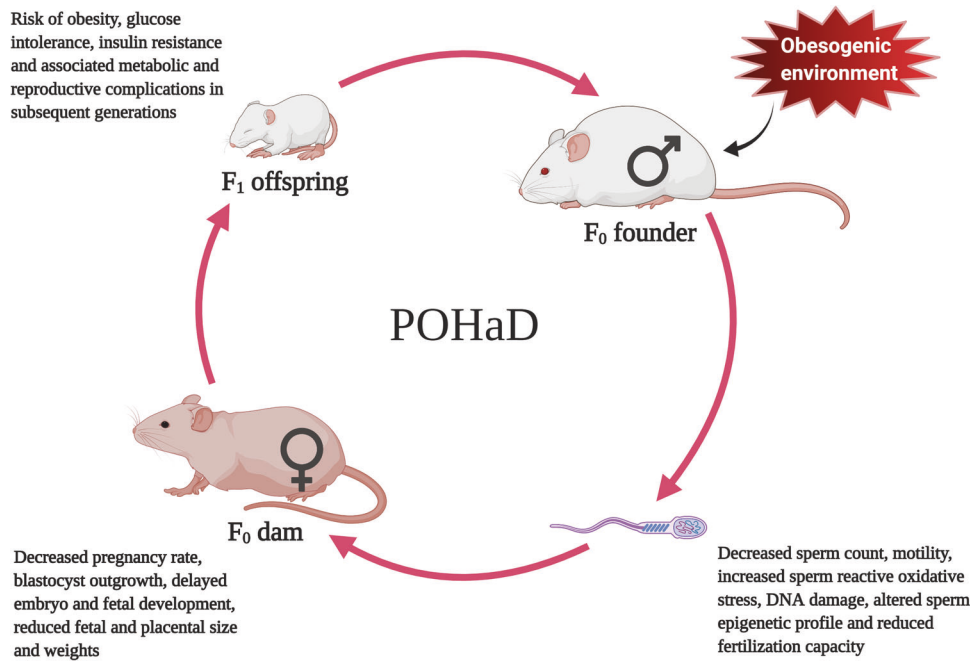 Risk of obesity, glucose
intolerance, insulin resistance
and associated metabolic and
reproductive complications in
subsequent generations
Obesogenic
environment
F₁ offspring
F₀ founder
POHaD
F₀ dam
Decreased pregnancy rate,
blastocyst outgrowth, delayed
embryo and fetal development,
reduced fetal and placental size
and weights
Decreased sperm count, motility,
increased sperm reactive oxidative
stress, DNA damage, altered sperm
epigenetic profile and reduced
fertilization capacity